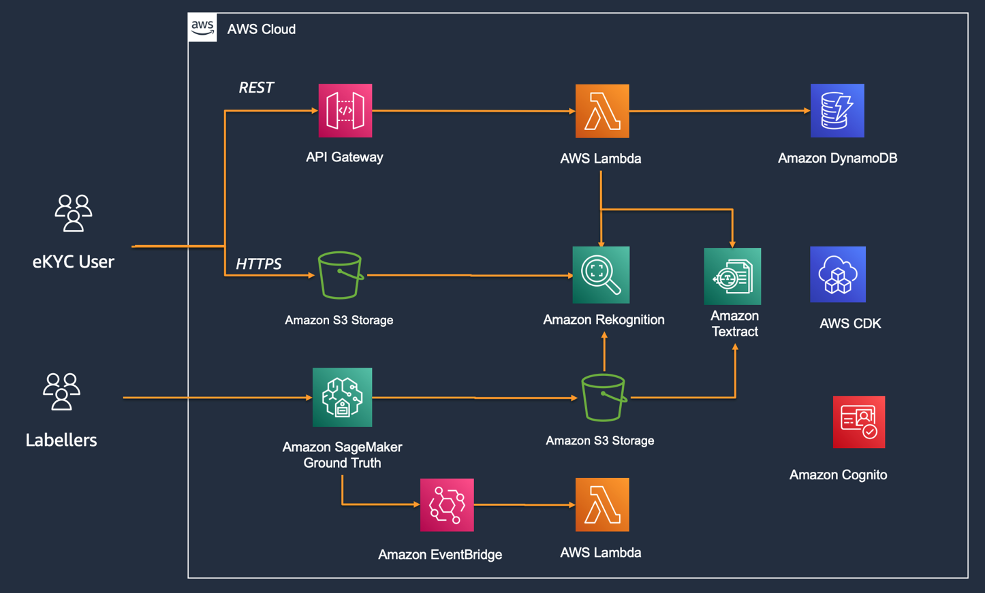 aws
AWS Cloud
REST
API Gateway
AWS Lambda
Amazon DynamoDB
eKYC User
HTTPS
Amazon S3 Storage
Amazon Rekognition
Amazon
Textract
AWS CDK
Labellers
Amazon SageMaker
Ground Truth
Amazon S3 Storage
Amazon Cognito
Amazon EventBridge
AWS Lambda